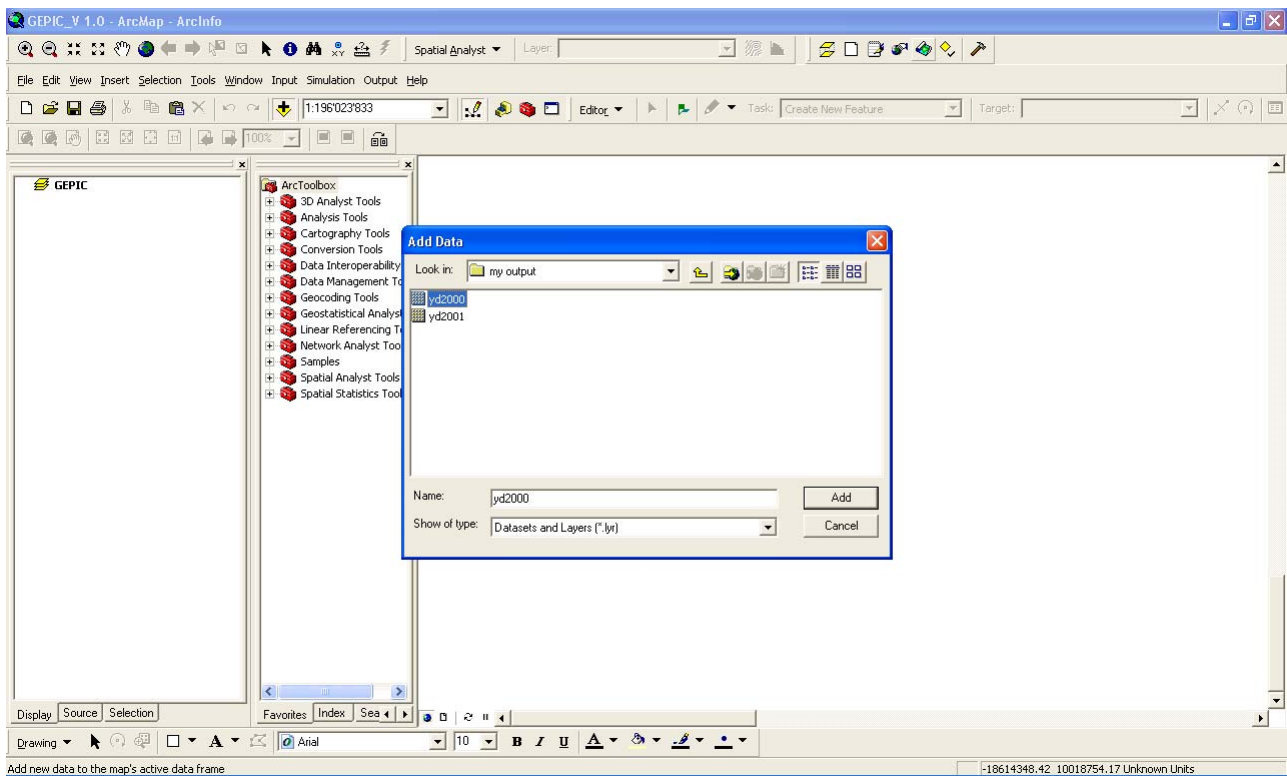 GEPIC_V 1.0 - ArcMap - ArcInfo
Spatial Analyst Layer:
File Edit View Insert Selection Tools Window Input Simulation Output Help
1:196'023'833 Editor Task: Create New Feature Target:
100%
GEPIC
ArcToolbox
3D Analyst Tools
Analysis Tools
Cartography Tools
Conversion Tools
Data Interoperability
Data Management To
Geocoding Tools
Geostatistical Analyst
Linear Referencing To
Network Analyst Tool
Samples
Spatial Analyst Tools
Spatial Statistics Tool
Add Data
Look in: my output
yd2000
yd2001
Name: yd2000 Add
Show of type: Datasets and Layers (*.lyr) Cancel
Display Source Selection Favorites Index Sea
Drawing A Arial 10 B I U A
Add new data to the map's active data frame -18614348.42 10018754.17 Unknown Units